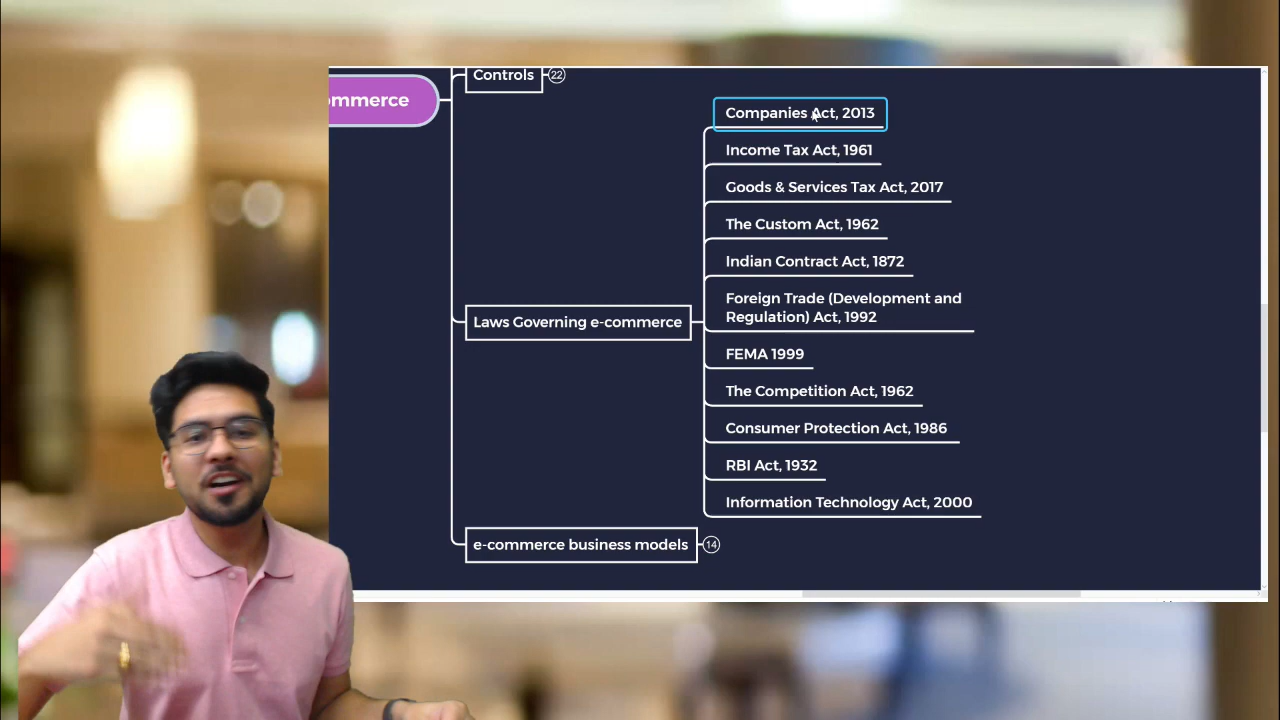 Controls 22
ommerce
Companies Act, 2013
Income Tax Act, 1961
Goods & Services Tax Act, 2017
The Custom Act, 1962
Indian Contract Act, 1872
Foreign Trade (Development and
Regulation) Act, 1992
Laws Governing e-commerce
FEMA 1999
The Competition Act, 1962
Consumer Protection Act, 1986
RBI Act, 1932
Information Technology Act, 2000
e-commerce business models 14